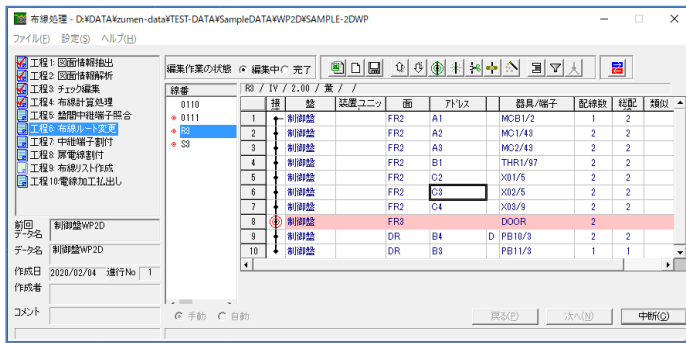 布線処理 - D:¥DATA¥zumen-data¥TEST-DATA¥SampleDATA¥WP2D¥SAMPLE-2DWP
ファイル(F) 設定(S) ヘルプ(H)
工程1: 図面情報抽出
工程2: 図面情報解析
工程3: チェック編集
工程4: 布線計算処理
工程5: 盤間中継端子照合
工程6: 布線ルート変更
工程7: 中継端子割付
工程8: 扉電線割付
工程9: 布線リスト作成
工程10:電線加工払出し
前回データ名 制御盤WP2D
データ名 制御盤WP2D
作成日 2020/02/04 進行No 1
作成者
コメント
編集作業の状態 編集中 完了
線番
0110
0111
R3
S3
R3 / IV / 2.00 / 黄 / /
接 盤 装置ユニッ 面 アドレス 器具/端子 配線数 総配 類似
1 制御盤 FR2 A1 MCB1/2 1 2
2 制御盤 FR2 A2 MC1/43 2 2
3 制御盤 FR2 A3 MC2/43 2 2
4 制御盤 FR2 B1 THR1/97 2 2
5 制御盤 FR2 C2 X01/5 2 2
6 制御盤 FR2 C3 X02/5 2 2
7 制御盤 FR2 C4 X03/9 2 2
8 制御盤 FR3 DOOR 2
9 制御盤 DR B4 D PB10/3 2 2
10 制御盤 DR B3 PB11/3 1 1
手動 自動
戻る(P) 次へ(N) 中断(C)